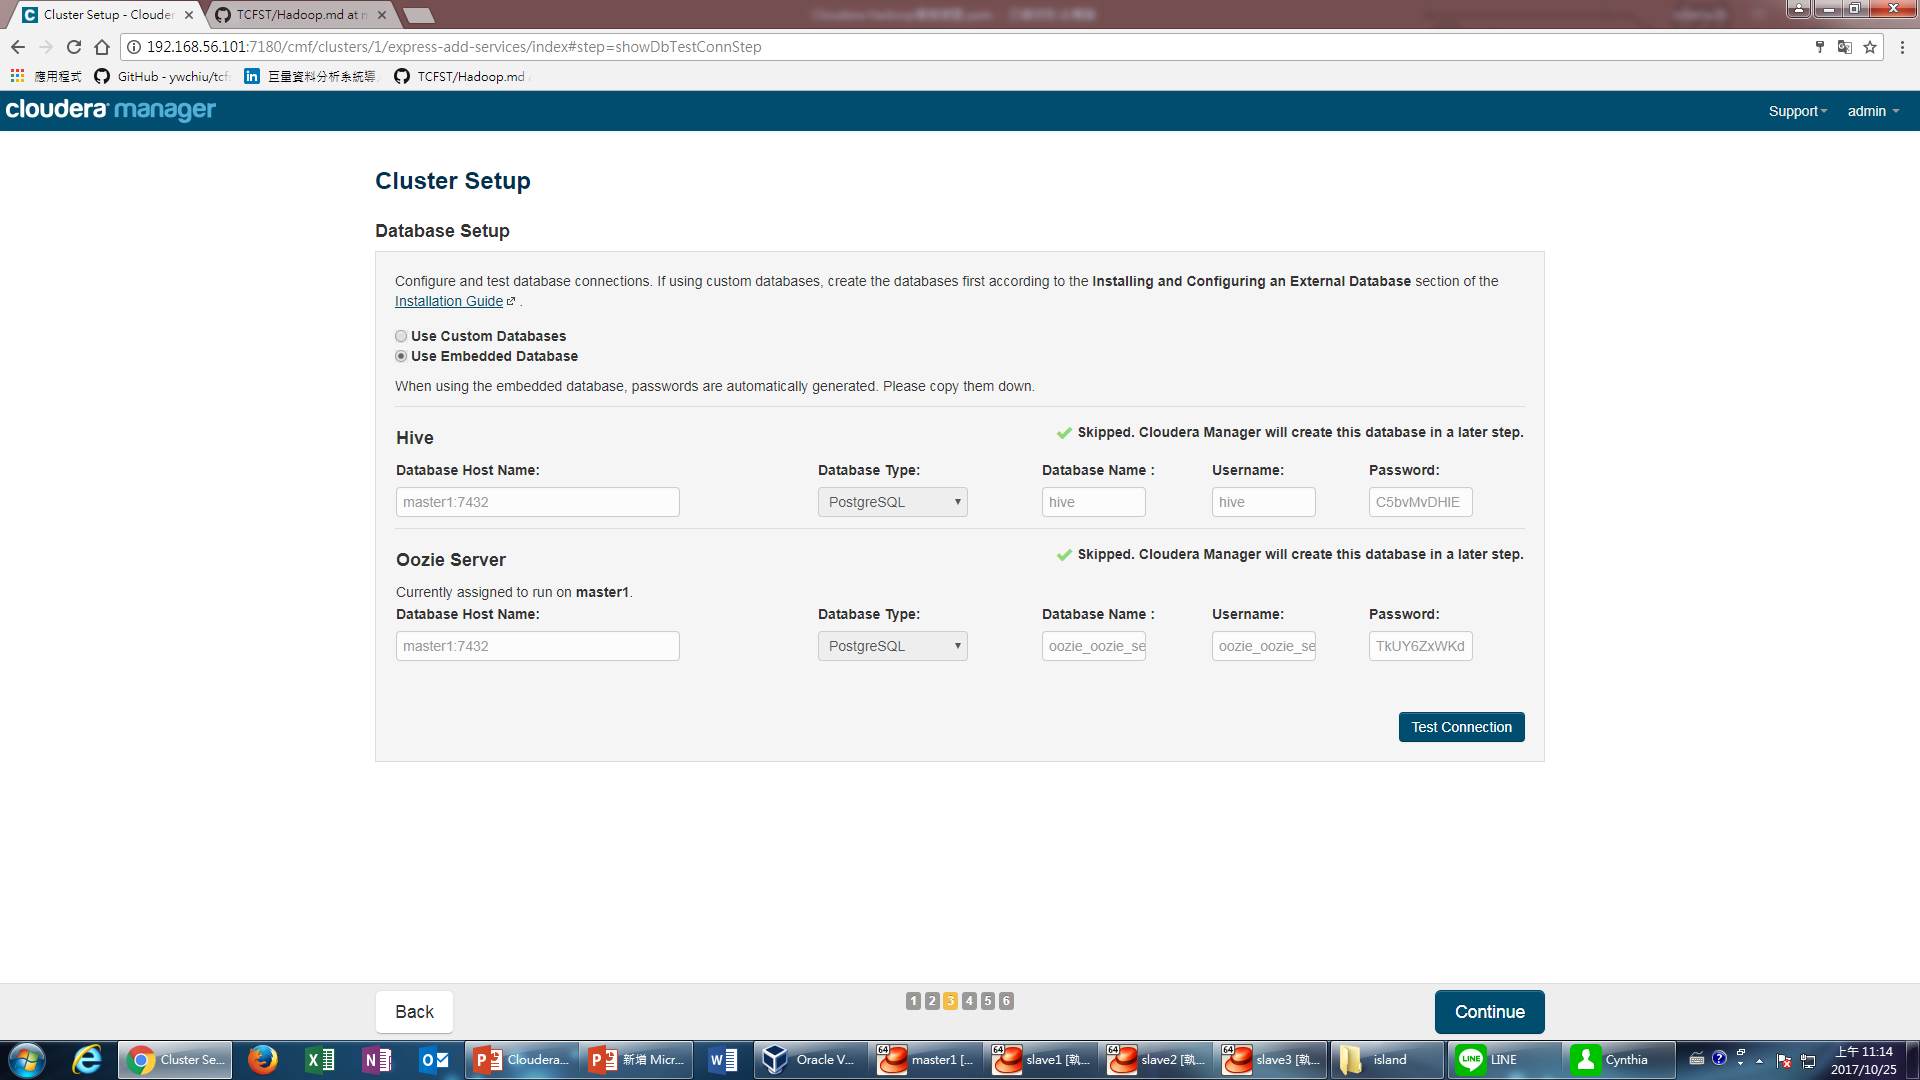 Cluster Setup - Clouder
TCFST/Hadoop.md at n
192.168.56.101:7180/cmf/clusters/1/express-add-services/index#step=showDbTestConnStep
應用程式
GitHub - ywchiu/tcfs
巨量資料分析系統導
TCFST/Hadoop.md
cloudera manager
Support
admin
Cluster Setup
Database Setup
Configure and test database connections. If using custom databases, create the databases first according to the Installing and Configuring an External Database section of the
Installation Guide .
Use Custom Databases
Use Embedded Database
When using the embedded database, passwords are automatically generated. Please copy them down.
Hive
Skipped. Cloudera Manager will create this database in a later step.
Database Host Name: Database Type: Database Name : Username: Password:
master1:7432 PostgreSQL hive hive C5bvMvDHIE
Oozie Server
Skipped. Cloudera Manager will create this database in a later step.
Currently assigned to run on master1.
Database Host Name: Database Type: Database Name : Username: Password:
master1:7432 PostgreSQL oozie_oozie_se oozie_oozie_se TkUY6ZxWKd
Test Connection
Back
1 2 3 4 5 6
Continue
Cluster Se...
Cloudera...
新增 Micr...
Oracle V...
master1 [...
slave1 [執...
slave2 [執...
slave3 [執...
island
LINE
Cynthia
上午 11:14
2017/10/25